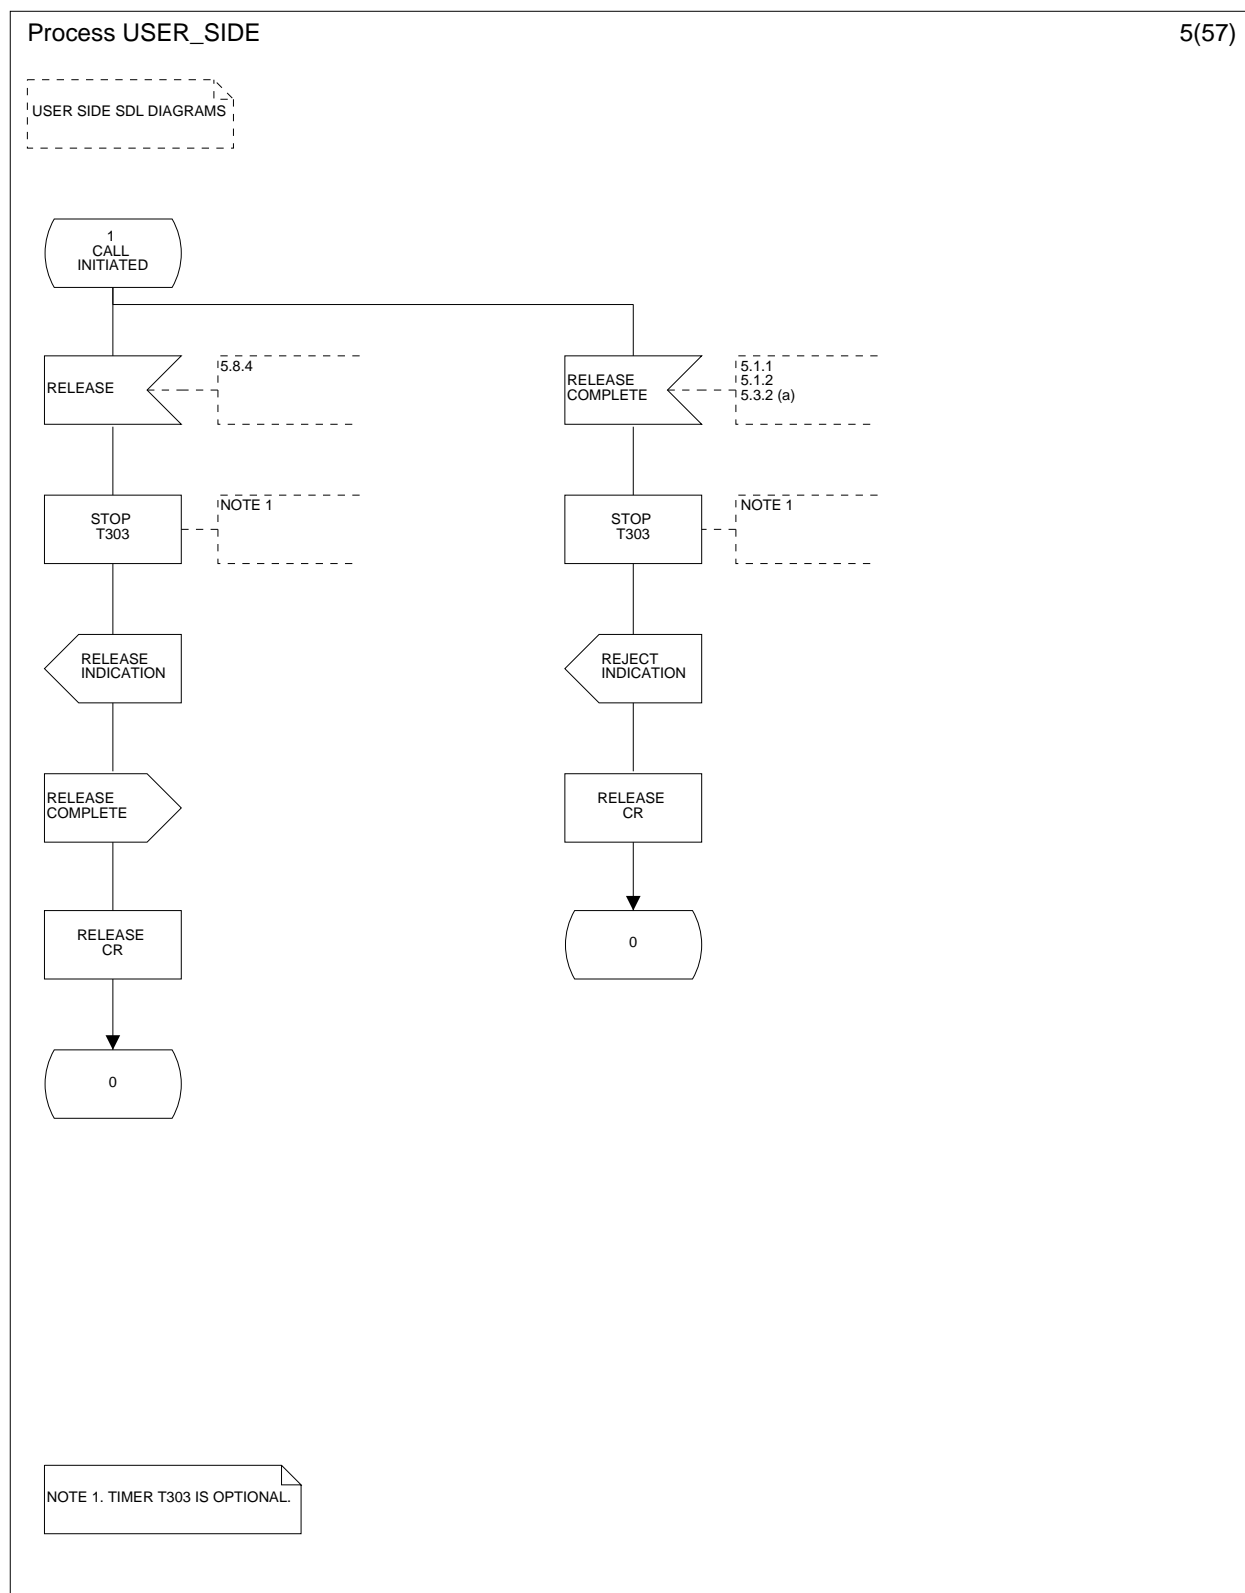 Process USER_SIDE
5(57)
USER SIDE SDL DIAGRAMS
1
CALL
INITIATED
RELEASE
5.8.4
RELEASE
COMPLETE
5.1.1
5.1.2
5.3.2 (a)
STOP
T303
NOTE 1
STOP
T303
NOTE 1
RELEASE
INDICATION
REJECT
INDICATION
RELEASE
COMPLETE
RELEASE
CR
RELEASE
CR
0
0
NOTE 1. TIMER T303 IS OPTIONAL.